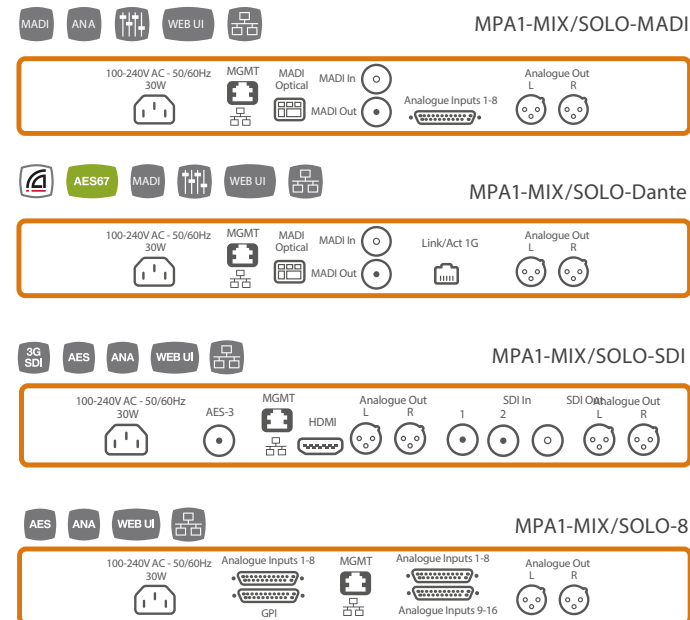 MADI ANA WEB UI
MPA1-MIX/SOLO-MADI
100-240V AC - 50/60Hz
30W
MGMT
MADI
Optical
MADI In
MADI Out
Analogue Inputs 1-8
Analogue Out
L R
AES67 MADI WEB UI
MPA1-MIX/SOLO-Dante
100-240V AC - 50/60Hz
30W
MGMT
MADI
Optical
MADI In
MADI Out
Link/Act 1G
Analogue Out
L R
3G
SDI
AES ANA WEB UI
MPA1-MIX/SOLO-SDI
100-240V AC - 50/60Hz
30W
AES-3
MGMT
HDMI
Analogue Out
L R
SDI In
1 2
SDI Out
Analogue Out
L R
AES ANA WEB UI
MPA1-MIX/SOLO-8
100-240V AC - 50/60Hz
30W
Analogue Inputs 1-8
GPI
MGMT
Analogue Inputs 1-8
Analogue Inputs 9-16
Analogue Out
L R